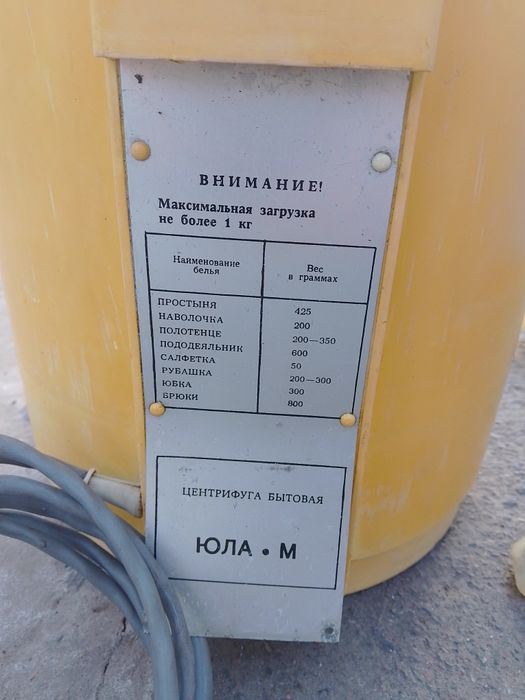 ВНИМАНИЕ!
Максимальная загрузка
не более 1 кг
Наименование белья Вес в граммах
ПРОСТЫНЯ 425
НАВОЛОЧКА 200
ПОЛОТЕНЦЕ 200—350
ПОДОДЕЯЛЬНИК 600
САЛФЕТКА 50
РУБАШКА 200—300
ЮБКА 300
БРЮКИ 800
ЦЕНТРИФУГА БЫТОВАЯ
ЮЛА • М